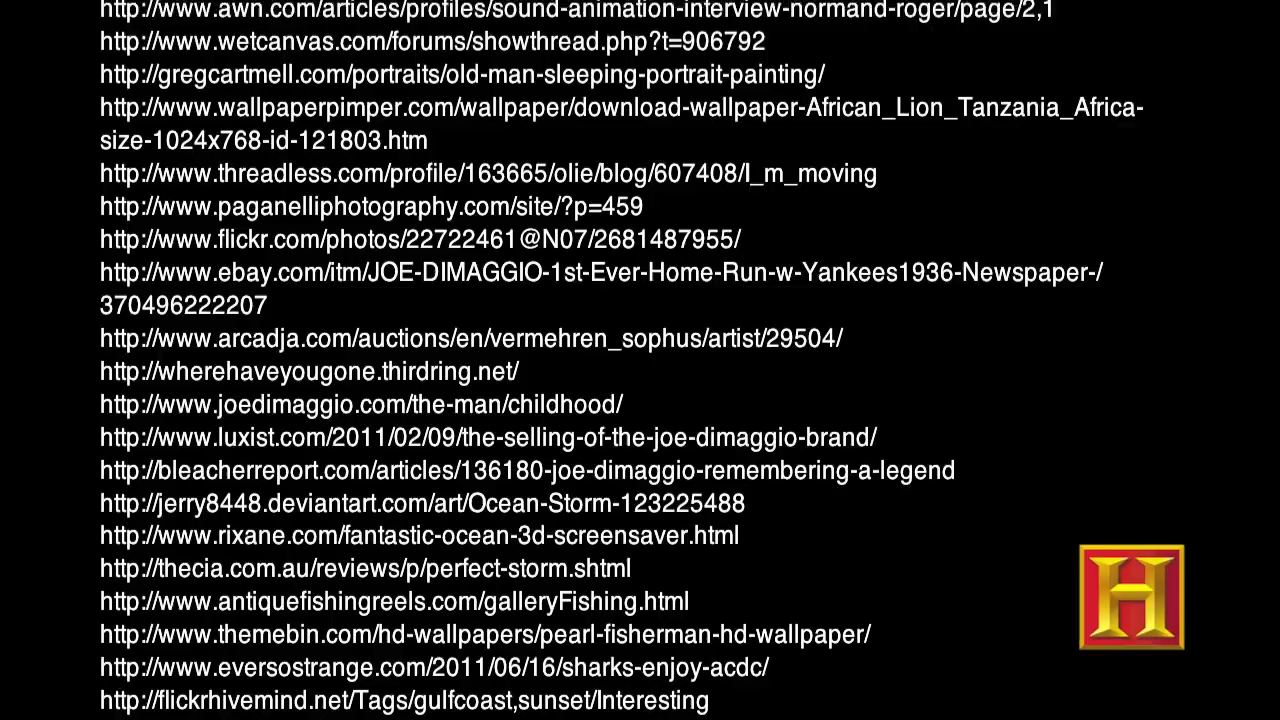 http://www.awn.com/articles/profiles/sound-animation-interview-normand-roger/page/2,1
http://www.wetcanvas.com/forums/showthread.php?t=906792
http://gregcartmell.com/portraits/old-man-sleeping-portrait-painting/
http://www.wallpaperpimper.com/wallpaper/download-wallpaper-African_Lion_Tanzania_Africa-
size-1024x768-id-121803.htm
http://www.threadless.com/profile/163665/olie/blog/607408/I_m_moving
http://www.paganelliphotography.com/site/?p=459
http://www.flickr.com/photos/22722461@N07/2681487955/
http://www.ebay.com/itm/JOE-DIMAGGIO-1st-Ever-Home-Run-w-Yankees1936-Newspaper-/
370496222207
http://www.arcadja.com/auctions/en/vermehren_sophus/artist/29504/
http://wherehaveyougone.thirdring.net/
http://www.joedimaggio.com/the-man/childhood/
http://www.luxist.com/2011/02/09/the-selling-of-the-joe-dimaggio-brand/
http://bleacherreport.com/articles/136180-joe-dimaggio-remembering-a-legend
http://jerry8448.deviantart.com/art/Ocean-Storm-123225488
http://www.rixane.com/fantastic-ocean-3d-screensaver.html
http://thecia.com.au/reviews/p/perfect-storm.shtml
http://www.antiquefishingreels.com/galleryFishing.html
http://www.themebin.com/hd-wallpapers/pearl-fisherman-hd-wallpaper/
http://www.eversostrange.com/2011/06/16/sharks-enjoy-acdc/
http://flickrhivemind.net/Tags/gulfcoast,sunset/Interesting
H